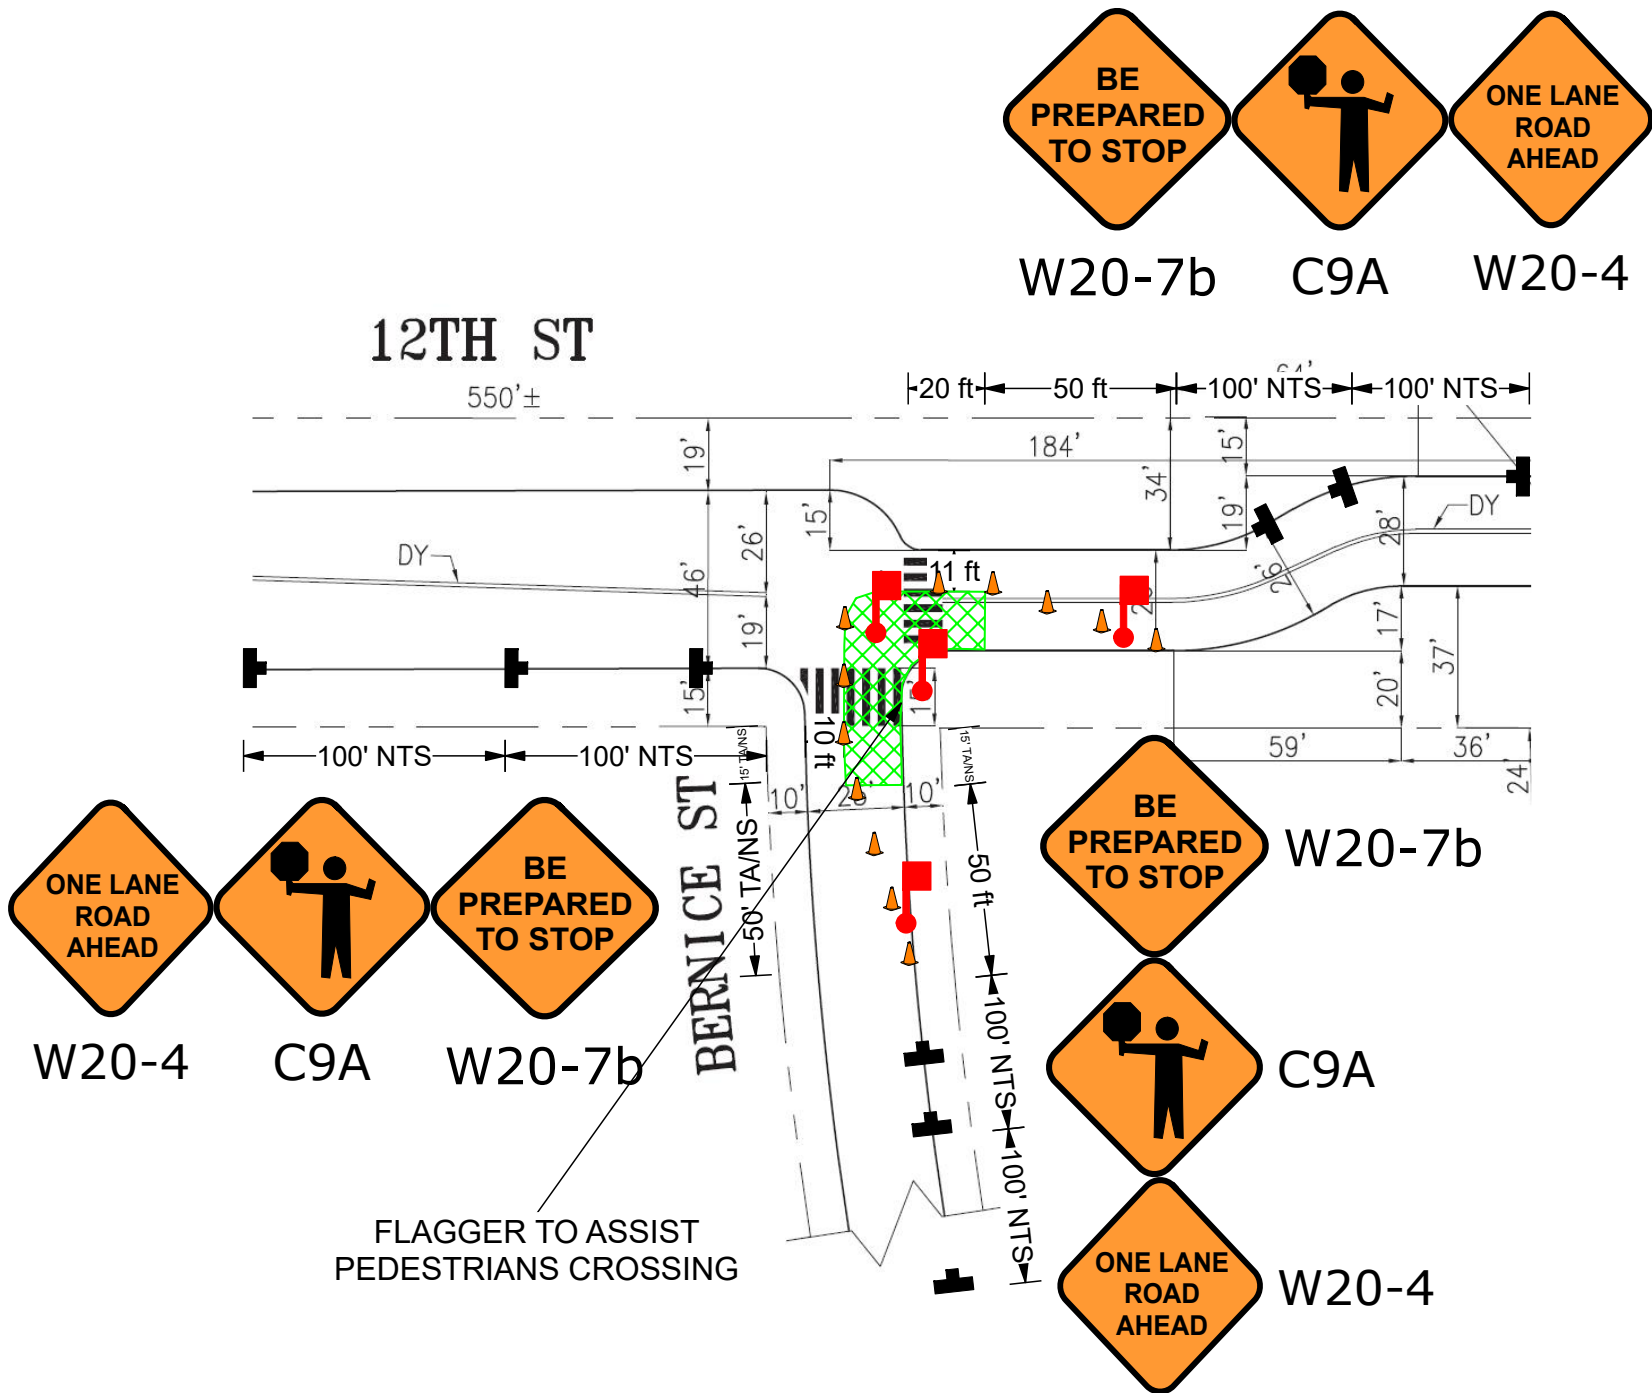 BE
PREPARED
TO STOP
ONE LANE
ROAD
AHEAD
W20-7b
C9A
W20-4
12TH ST
550'±
20 ft
50 ft
100' NTS
100' NTS
64'
184'
19'
15'
34'
15'
19'
DY
DY
26'
46'
11 ft
28'
26'
19'
17'
37'
15'
20'
15'
10 ft
100' NTS
100' NTS
15' TA/NS
15' TA/NS
59'
36'
24'
10'
10'
50' TA/NS
50 ft
BERNICE ST
100' NTS
100' NTS
ONE LANE
ROAD
AHEAD
BE
PREPARED
TO STOP
W20-4
C9A
W20-7b
BE
PREPARED
TO STOP
W20-7b
C9A
ONE LANE
ROAD
AHEAD
W20-4
FLAGGER TO ASSIST
PEDESTRIANS CROSSING